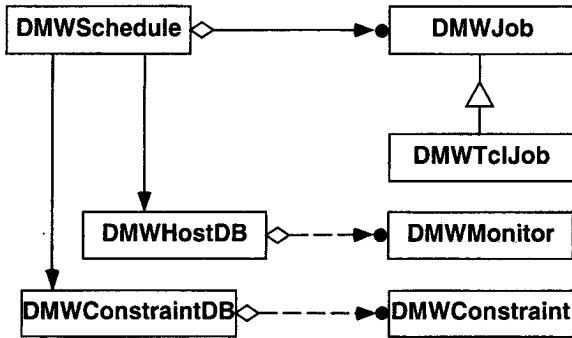 DMWSchedule
DMWJob
DMWTclJob
DMWHostDB
DMWMonitor
DMWConstraintDB
DMWConstraint